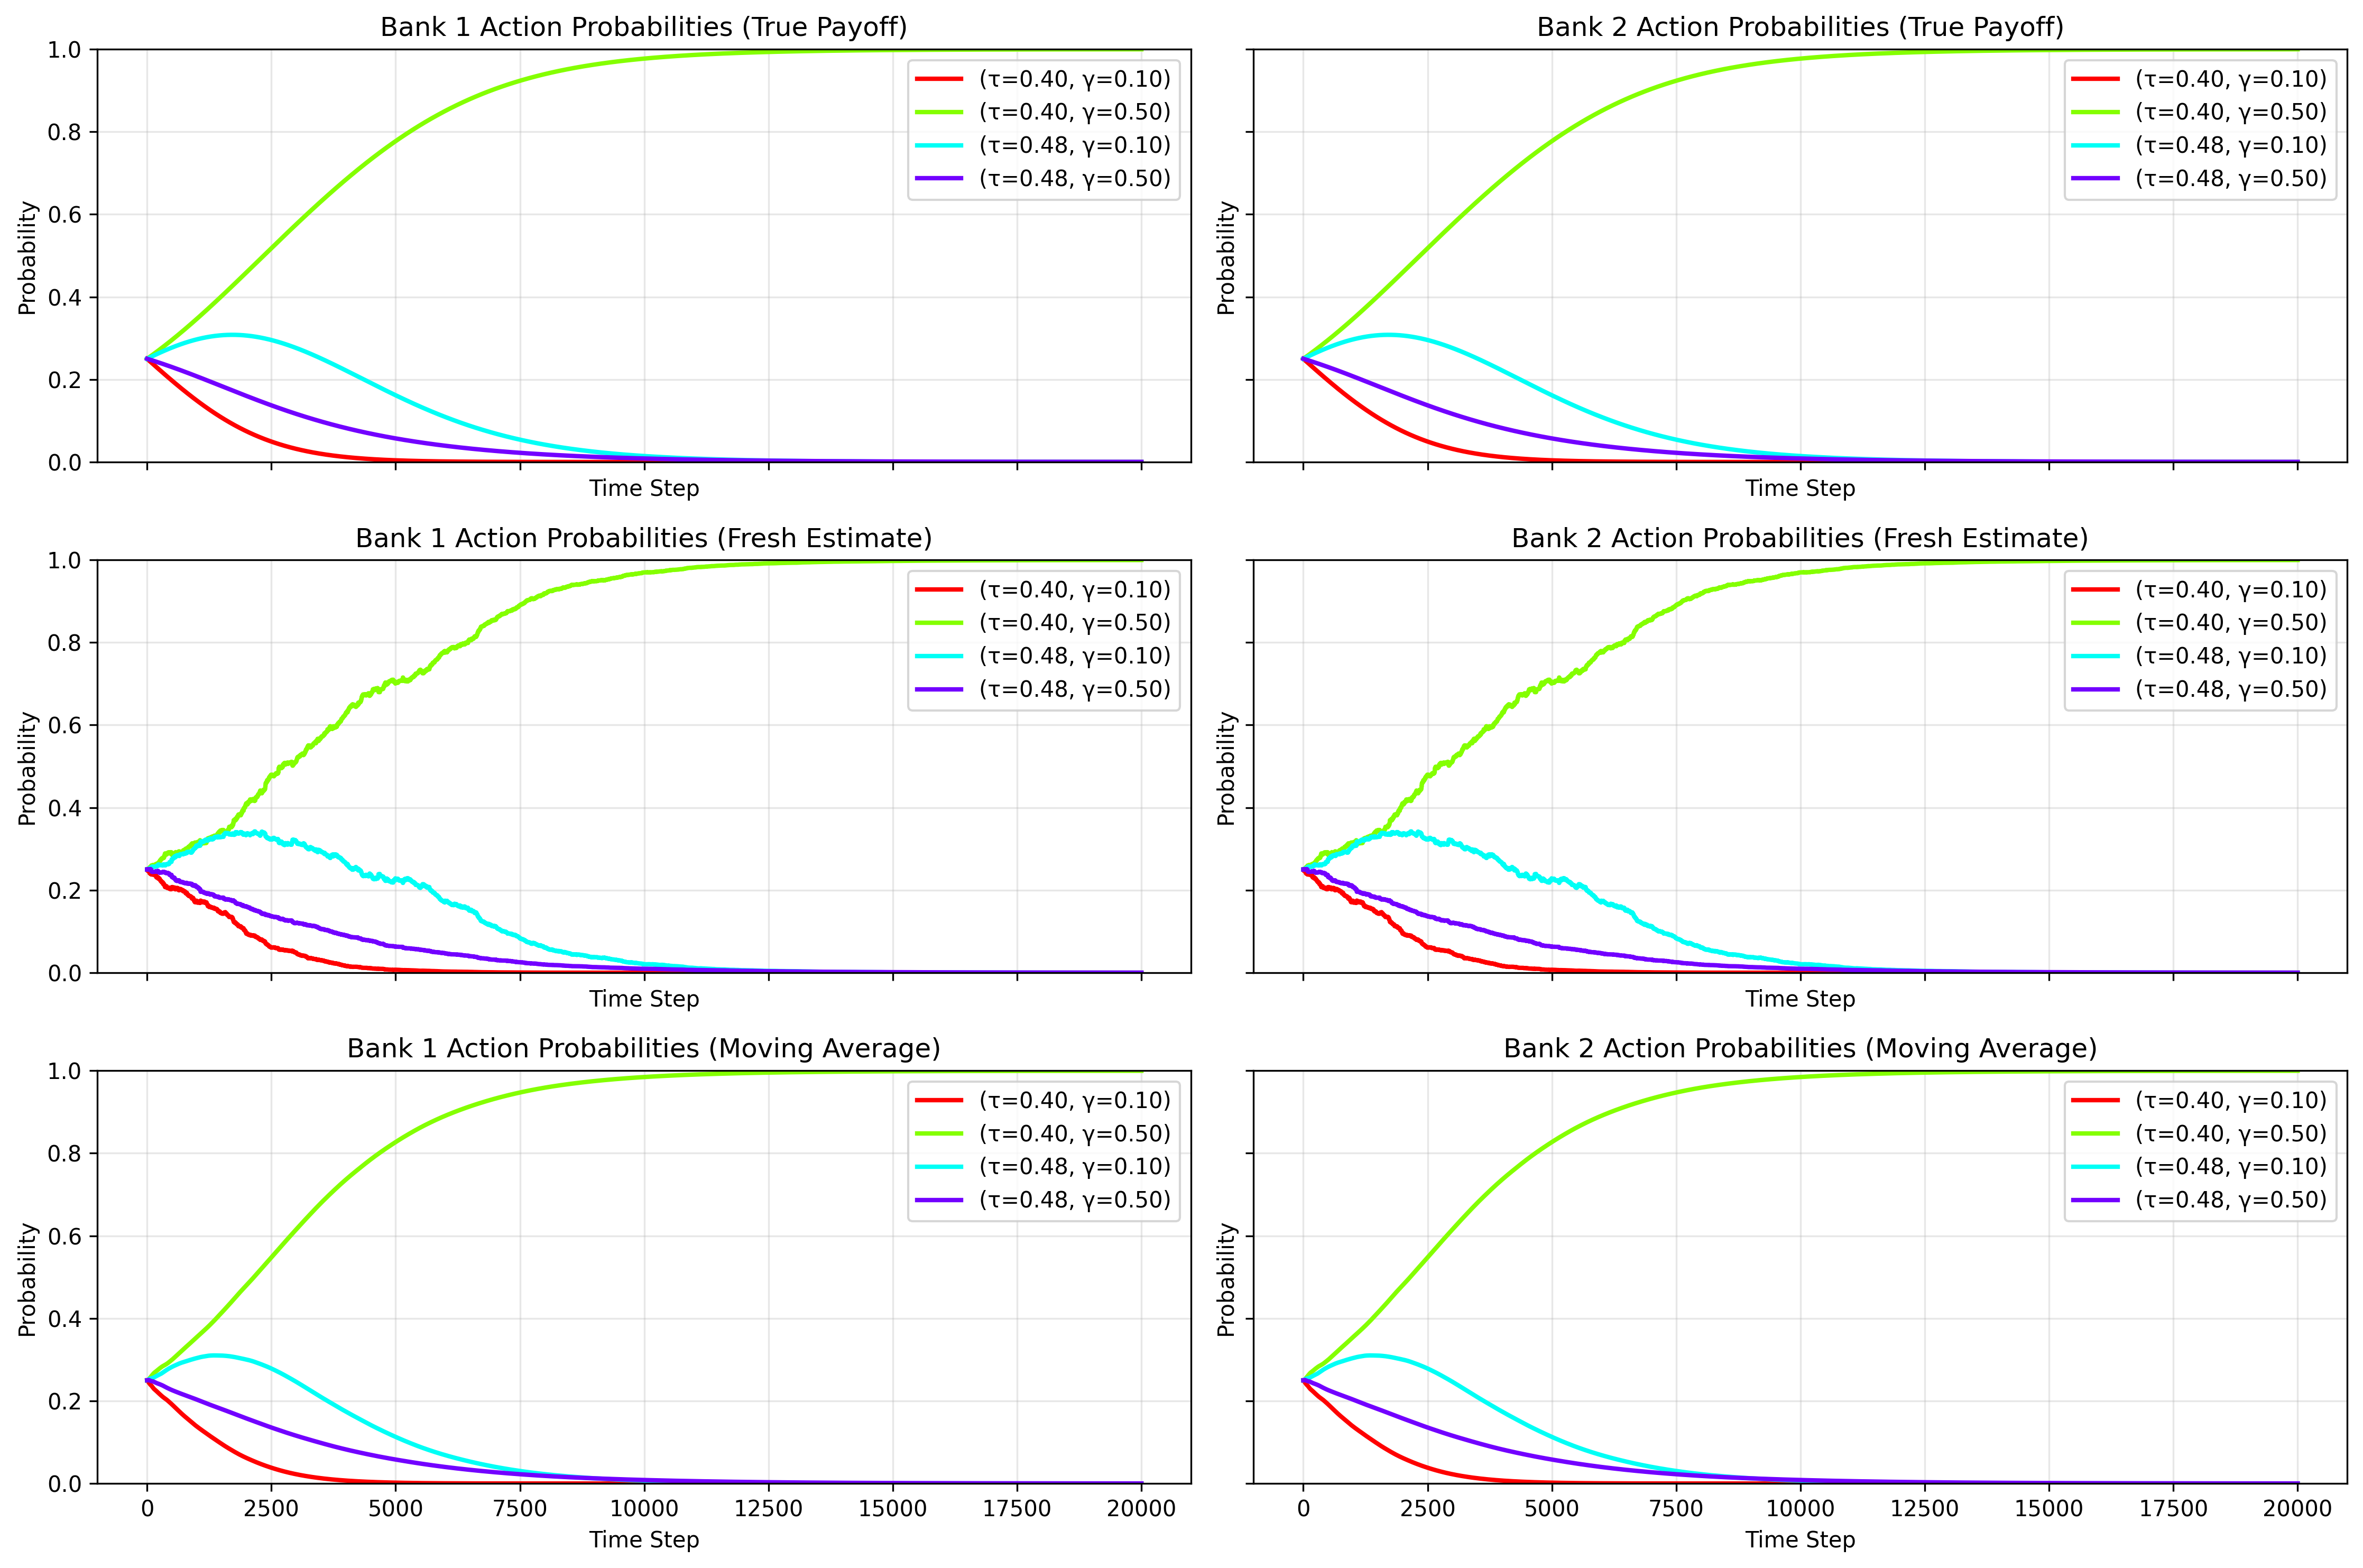 Bank 1 Action Probabilities (True Payoff)
Probability
1.0
0.8
0.6
0.4
0.2
0.0
(τ=0.40, γ=0.10)
(τ=0.40, γ=0.50)
(τ=0.48, γ=0.10)
(τ=0.48, γ=0.50)
Time Step
Bank 2 Action Probabilities (True Payoff)
Probability
(τ=0.40, γ=0.10)
(τ=0.40, γ=0.50)
(τ=0.48, γ=0.10)
(τ=0.48, γ=0.50)
Time Step
Bank 1 Action Probabilities (Fresh Estimate)
Probability
1.0
0.8
0.6
0.4
0.2
0.0
(τ=0.40, γ=0.10)
(τ=0.40, γ=0.50)
(τ=0.48, γ=0.10)
(τ=0.48, γ=0.50)
Time Step
Bank 2 Action Probabilities (Fresh Estimate)
Probability
(τ=0.40, γ=0.10)
(τ=0.40, γ=0.50)
(τ=0.48, γ=0.10)
(τ=0.48, γ=0.50)
Time Step
Bank 1 Action Probabilities (Moving Average)
Probability
1.0
0.8
0.6
0.4
0.2
0.0
(τ=0.40, γ=0.10)
(τ=0.40, γ=0.50)
(τ=0.48, γ=0.10)
(τ=0.48, γ=0.50)
0 2500 5000 7500 10000 12500 15000 17500 20000
Time Step
Bank 2 Action Probabilities (Moving Average)
Probability
(τ=0.40, γ=0.10)
(τ=0.40, γ=0.50)
(τ=0.48, γ=0.10)
(τ=0.48, γ=0.50)
0 2500 5000 7500 10000 12500 15000 17500 20000
Time Step